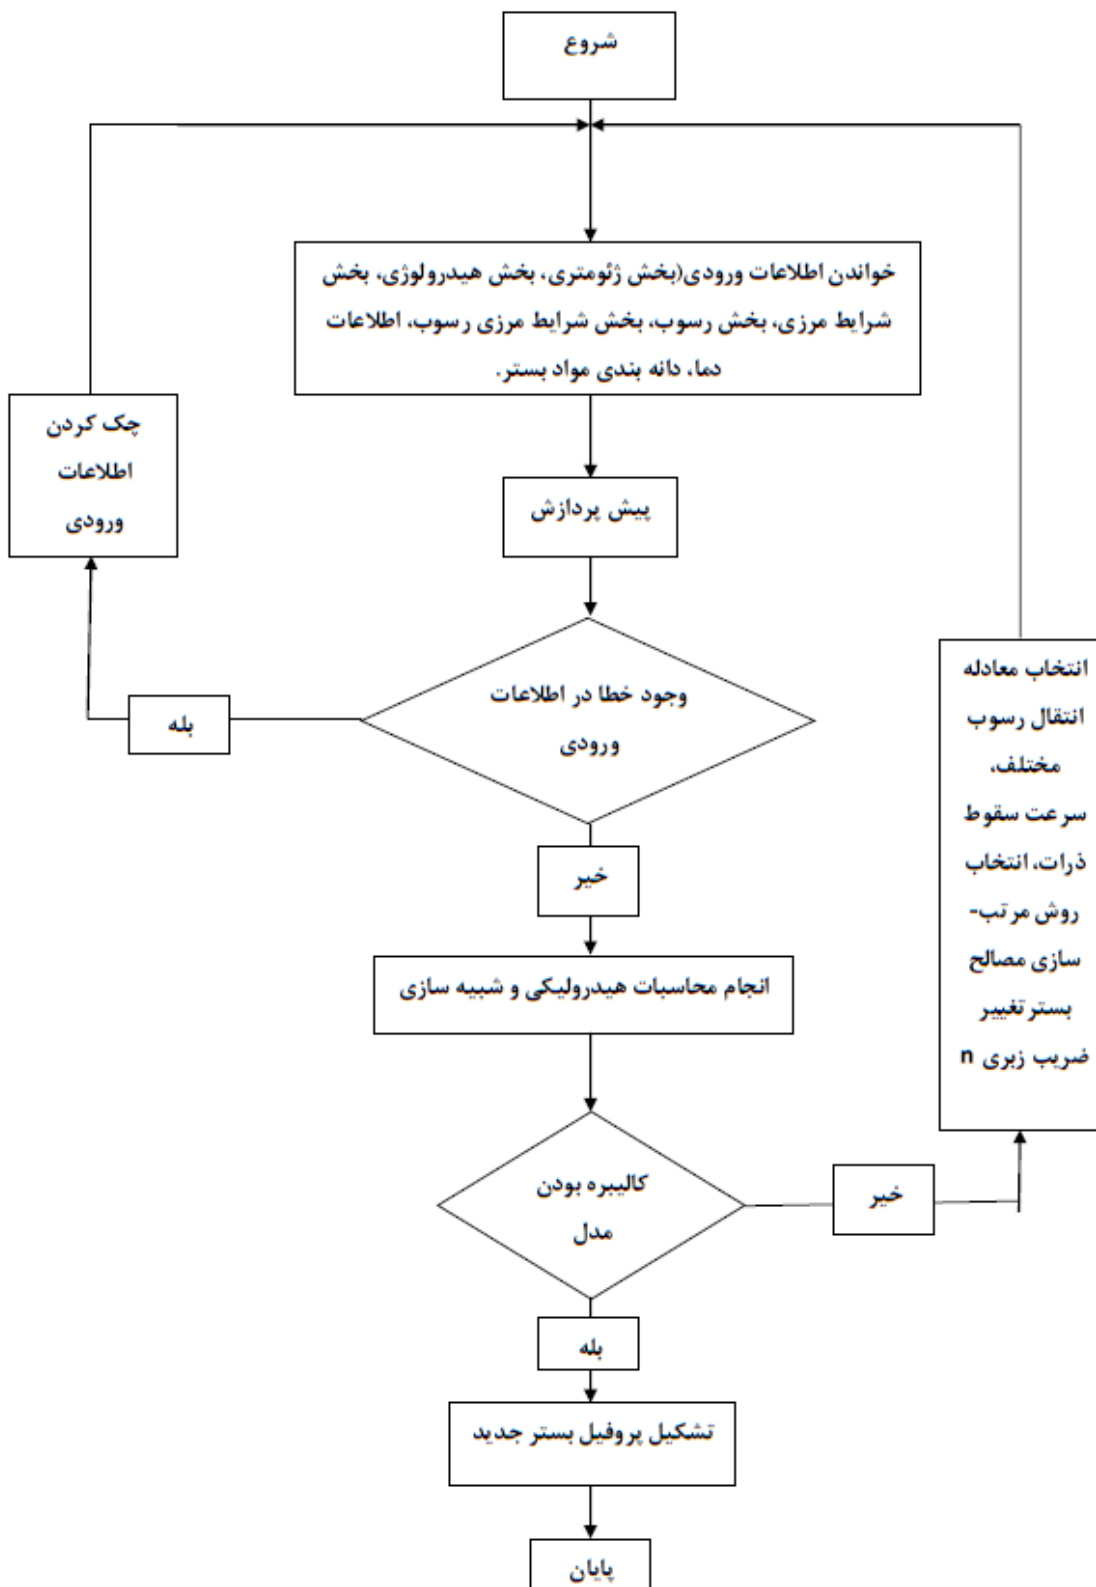 شروع
خواندن اطلاعات ورودی(بخش ژئومتری، بخش هیدرولوژی، بخش
شرایط مرزی، بخش رسوب، بخش شرایط مرزی رسوب، اطلاعات
دما، دانه بندی مواد بستر.
چک کردن
اطلاعات
ورودی
پیش پردازش
وجود خطا در اطلاعات
ورودی
بله
خیر
انتخاب معادله
انتقال رسوب
مختلف،
سرعت سقوط
ذرات، انتخاب
روش مرتب-
سازی مصالح
بستر تغییر
ضریب زبری n
انجام محاسبات هیدرولیکی و شبیه سازی
کالیبره بودن
مدل
خیر
بله
تشکیل پروفیل بستر جدید
پایان